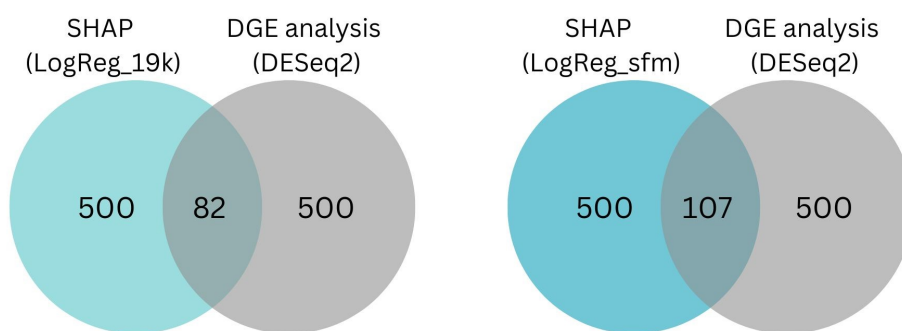 SHAP
(LogReg_19k)
DGE analysis
(DESeq2)
500
82
500
SHAP
(LogReg_sfm)
DGE analysis
(DESeq2)
500
107
500